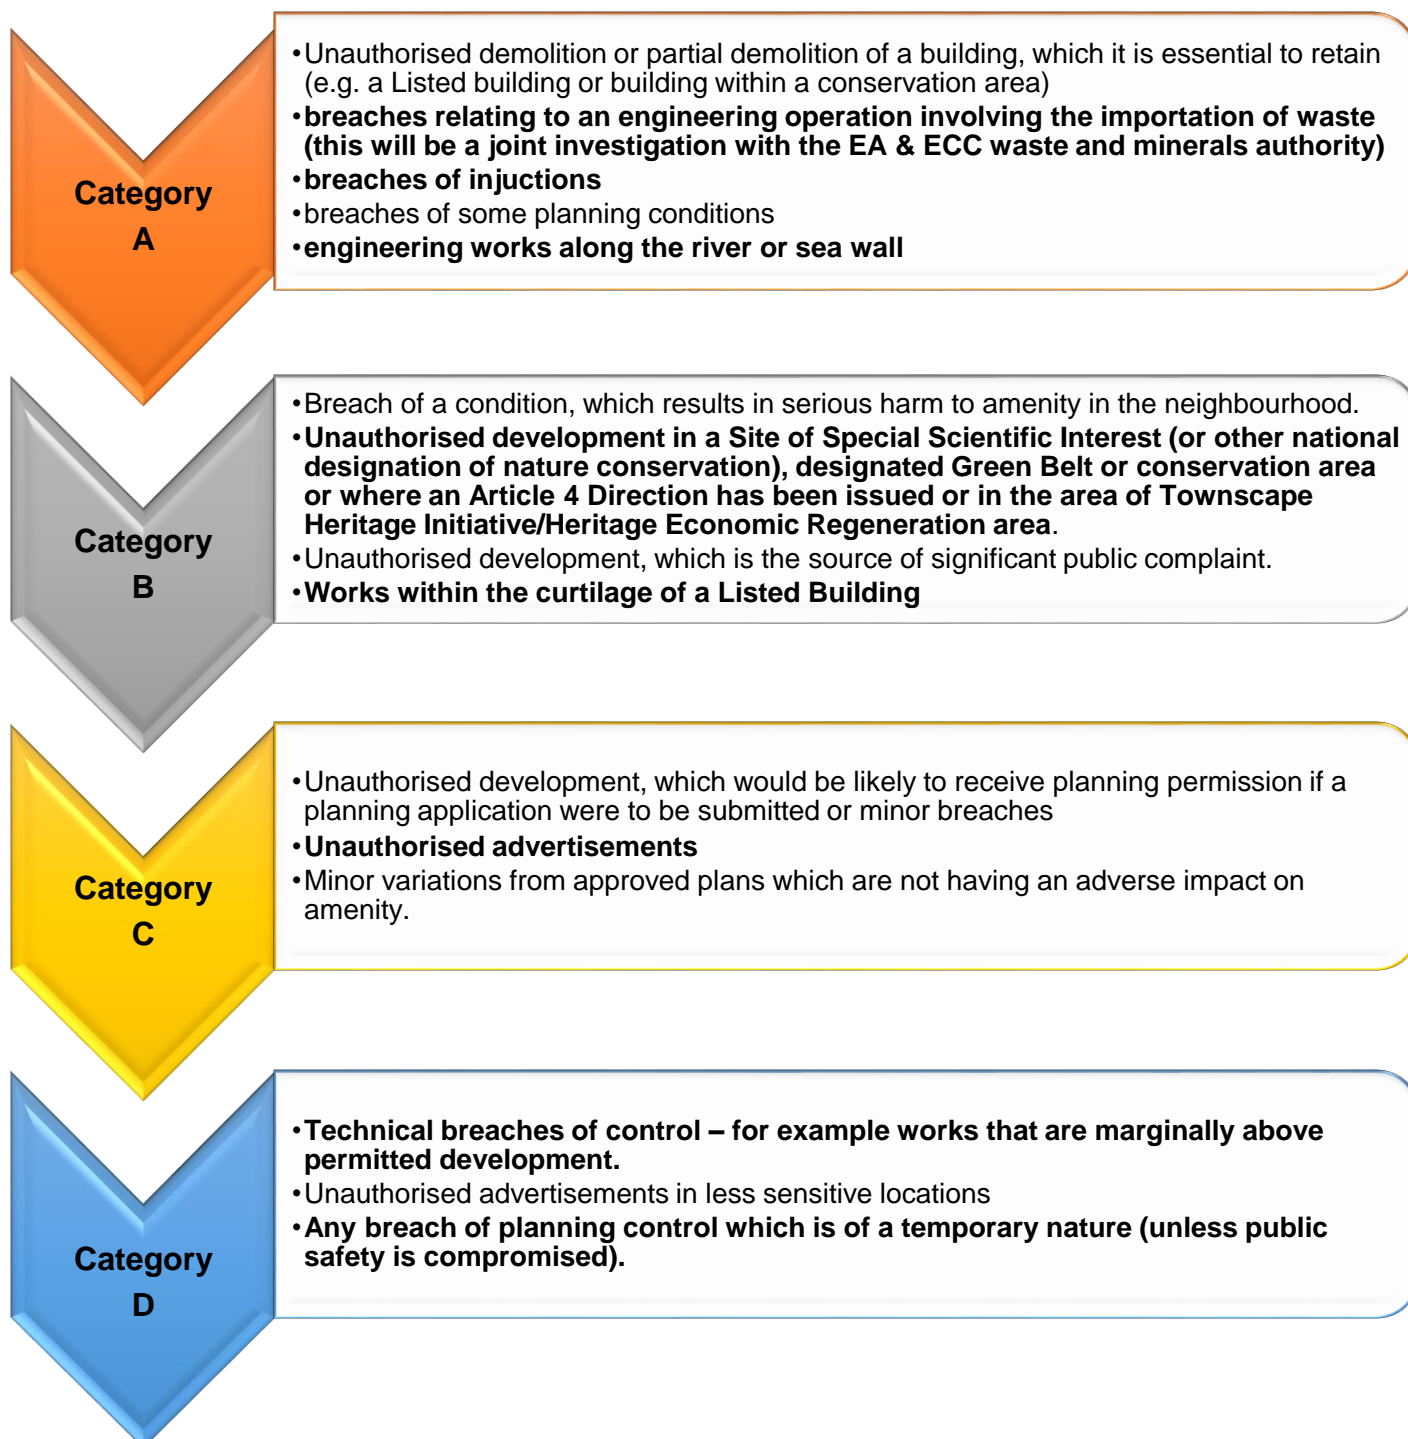 Category
A
•Unauthorised demolition or partial demolition of a building, which it is essential to retain
(e.g. a Listed building or building within a conservation area)
•breaches relating to an engineering operation involving the importation of waste
(this will be a joint investigation with the EA & ECC waste and minerals authority)
•breaches of injuctions
•breaches of some planning conditions
•engineering works along the river or sea wall
Category
B
•Breach of a condition, which results in serious harm to amenity in the neighbourhood.
•Unauthorised development in a Site of Special Scientific Interest (or other national
designation of nature conservation), designated Green Belt or conservation area
or where an Article 4 Direction has been issued or in the area of Townscape
Heritage Initiative/Heritage Economic Regeneration area.
•Unauthorised development, which is the source of significant public complaint.
•Works within the curtilage of a Listed Building
Category
C
•Unauthorised development, which would be likely to receive planning permission if a
planning application were to be submitted or minor breaches
•Unauthorised advertisements
•Minor variations from approved plans which are not having an adverse impact on
amenity.
Category
D
•Technical breaches of control – for example works that are marginally above
permitted development.
•Unauthorised advertisements in less sensitive locations
•Any breach of planning control which is of a temporary nature (unless public
safety is compromised).